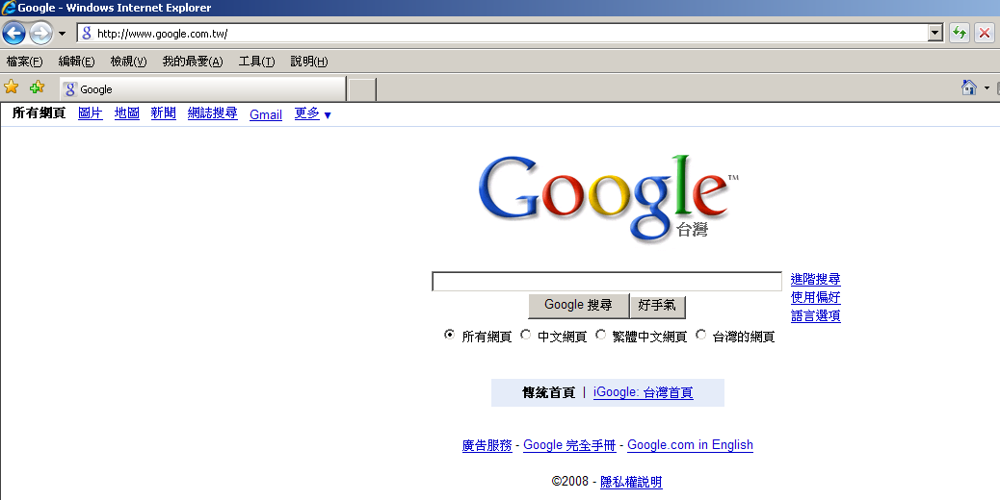 Google - Windows Internet Explorer
http://www.google.com.tw/
檔案(F) 編輯(E) 檢視(V) 我的最愛(A) 工具(T) 說明(H)
Google
所有網頁 圖片 地圖 新聞 網誌搜尋 Gmail 更多 ▼
Google™
台灣
進階搜尋
Google 搜尋 好手氣
使用偏好
語言選項
所有網頁 中文網頁 繁體中文網頁 台灣的網頁
傳統首頁 | iGoogle: 台灣首頁
廣告服務 - Google 完全手冊 - Google.com in English
©2008 - 隱私權說明